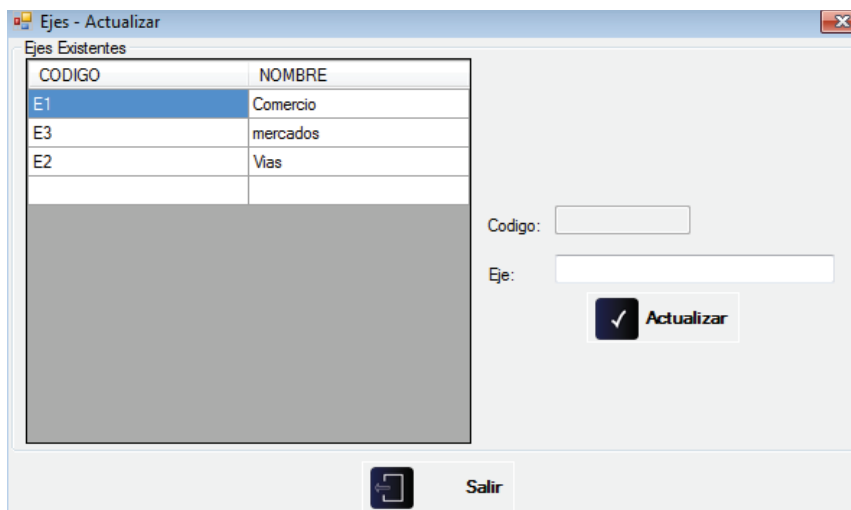 Ejes - Actualizar
Ejes Existentes
CODIGO NOMBRE
E1 Comercio
E3 mercados
E2 Vias
Codigo:
Eje:
Actualizar
Salir